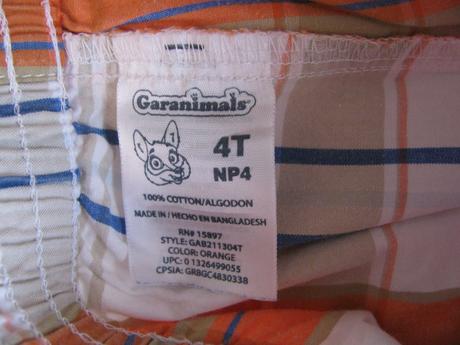 Garanimals
1
4T
NP4
100% COTTON/ALGODON
MADE IN / HECHO EN BANGLADESH
RN# 15897
STYLE: GAB211304T
COLOR: ORANGE
UPC: 0 1326499055
CPSIA: GRBGC4830338